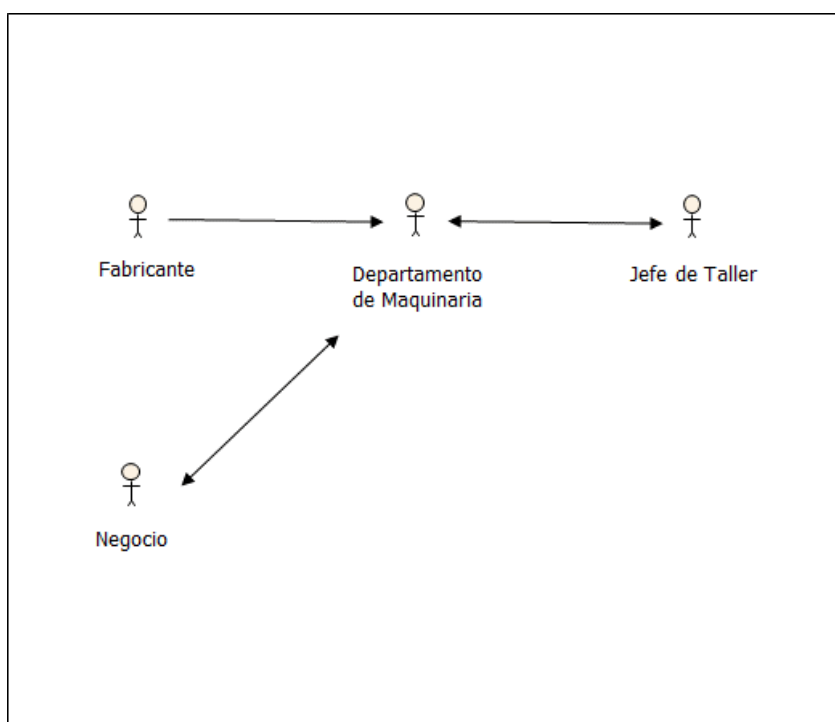 Fabricante
Departamento
de Maquinaria
Jefe de Taller
Negocio